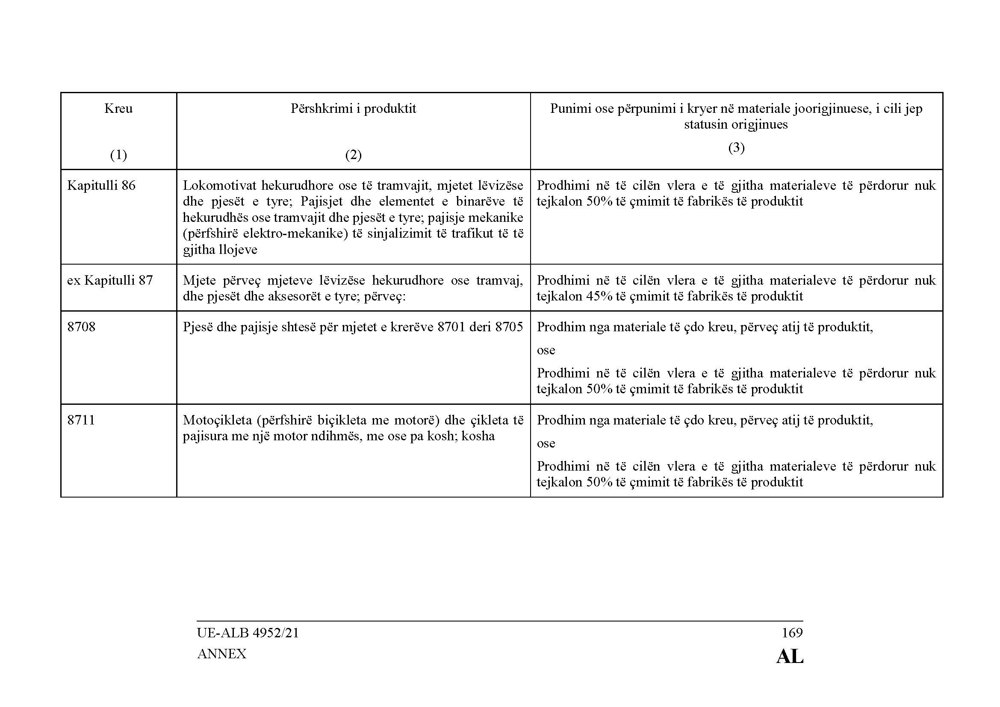 Kreu
(1)
Përshkrimi i produktit
(2)
Punimi ose përpunimi i kryer në materiale joorigjinuese, i cili jep
statusin origjinues
(3)
Kapitulli 86
Lokomotivat hekurudhore ose të tramvajit, mjetet lëvizëse
dhe pjesët e tyre; Pajisjet dhe elementet e binarëve të
hekurudhës ose tramvajit dhe pjesët e tyre; pajisje mekanike
(përfshirë elektro-mekanike) të sinjalizimit të trafikut të të
gjitha llojeve
Prodhimi në të cilën vlera e të gjitha materialeve të përdorur nuk
tejkalon 50% të çmimit të fabrikës të produktit
ex Kapitulli 87
Mjete përveç mjeteve lëvizëse hekurudhore ose tramvaj,
dhe pjesët dhe aksesorët e tyre; përveç:
Prodhimi në të cilën vlera e të gjitha materialeve të përdorur nuk
tejkalon 45% të çmimit të fabrikës të produktit
8708
Pjesë dhe pajisje shtesë për mjetet e krerëve 8701 deri 8705
Prodhim nga materiale të çdo kreu, përveç atij të produktit,
ose
Prodhimi në të cilën vlera e të gjitha materialeve të përdorur nuk
tejkalon 50% të çmimit të fabrikës të produktit
8711
Motoçikleta (përfshirë biçikleta me motorë) dhe çikleta të
pajisura me një motor ndihmës, me ose pa kosh; kosha
Prodhim nga materiale të çdo kreu, përveç atij të produktit,
ose
Prodhimi në të cilën vlera e të gjitha materialeve të përdorur nuk
tejkalon 50% të çmimit të fabrikës të produktit
UE-ALB 4952/21
169
ANNEX
AL